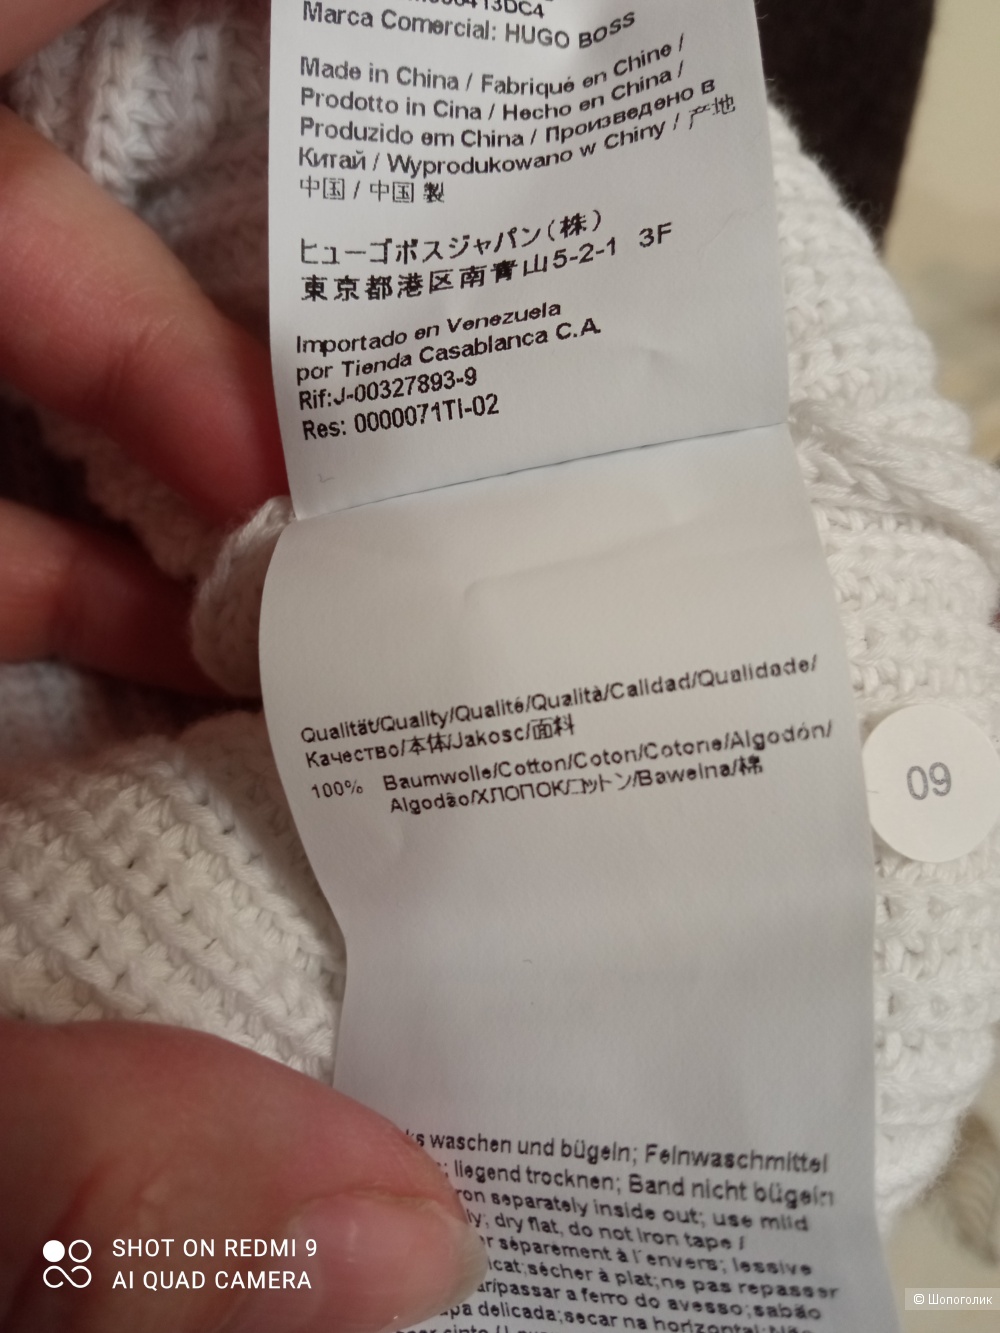 Marca Comercial: HUGO BOSS
Made in China / Fabriqué en Chine /
Prodotto in Cina / Hecho en China /
Produzido em China / Произведено в
Китай / Wyprodukowano w Chiny / 产地
中国 / 中国 製
ヒューゴボスジャパン(株)
東京都港区南青山5-2-1 3F
Importado en Venezuela
por Tienda Casablanca C.A.
Rif:J-00327893-9
Res: 0000071TI-02
Qualität/Quality/Qualité/Qualità/Calidad/Qualidade/
Качество/本体/Jakosc/面料
100% Baumwolle/Cotton/Coton/Cotone/Algodón/
Algodão/ХЛОПОК/コットン/Bawelna/棉
09
waschen und bügeln; Feinwaschmittel
liegend trocknen; Band nicht bügeln
separately inside out; use mild
dry flat, do not iron tape /
séparément à l'envers; lessive
sécher à plat;ne pas repasser
passar a ferro do avesso;sabão
delicada;secar na horizontal;
SHOT ON REDMI 9
AI QUAD CAMERA
© Шопоголик